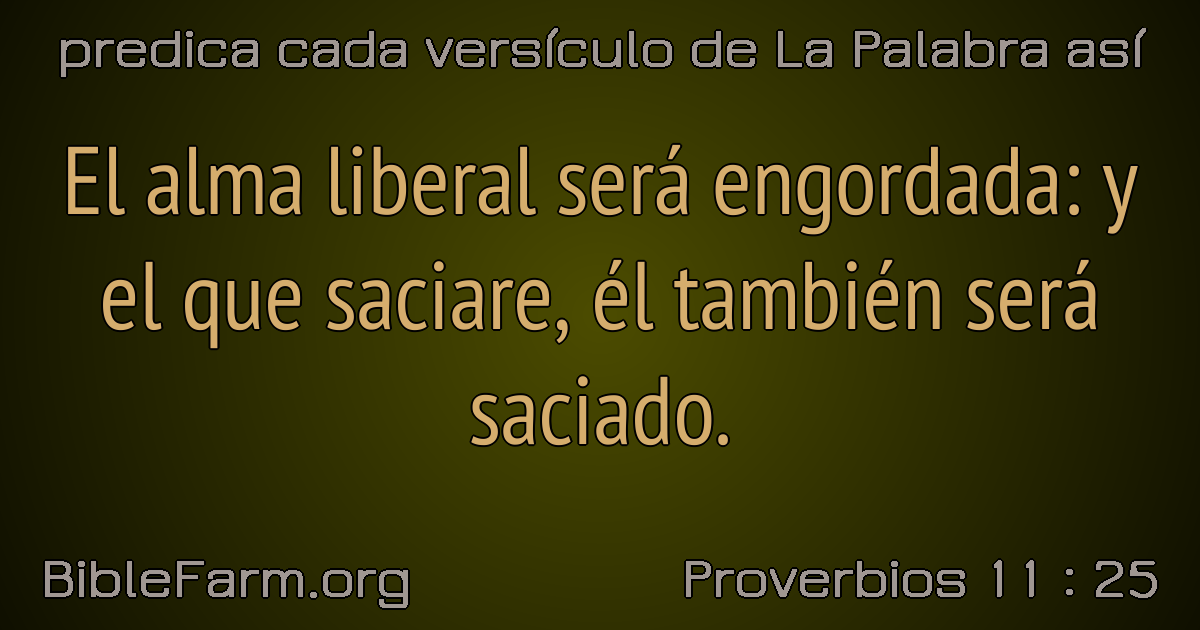 predica cada versículo de La Palabra así
El alma liberal será engordada: y
el que saciare, él también será
saciado.
BibleFarm.org
Proverbios 11 : 25